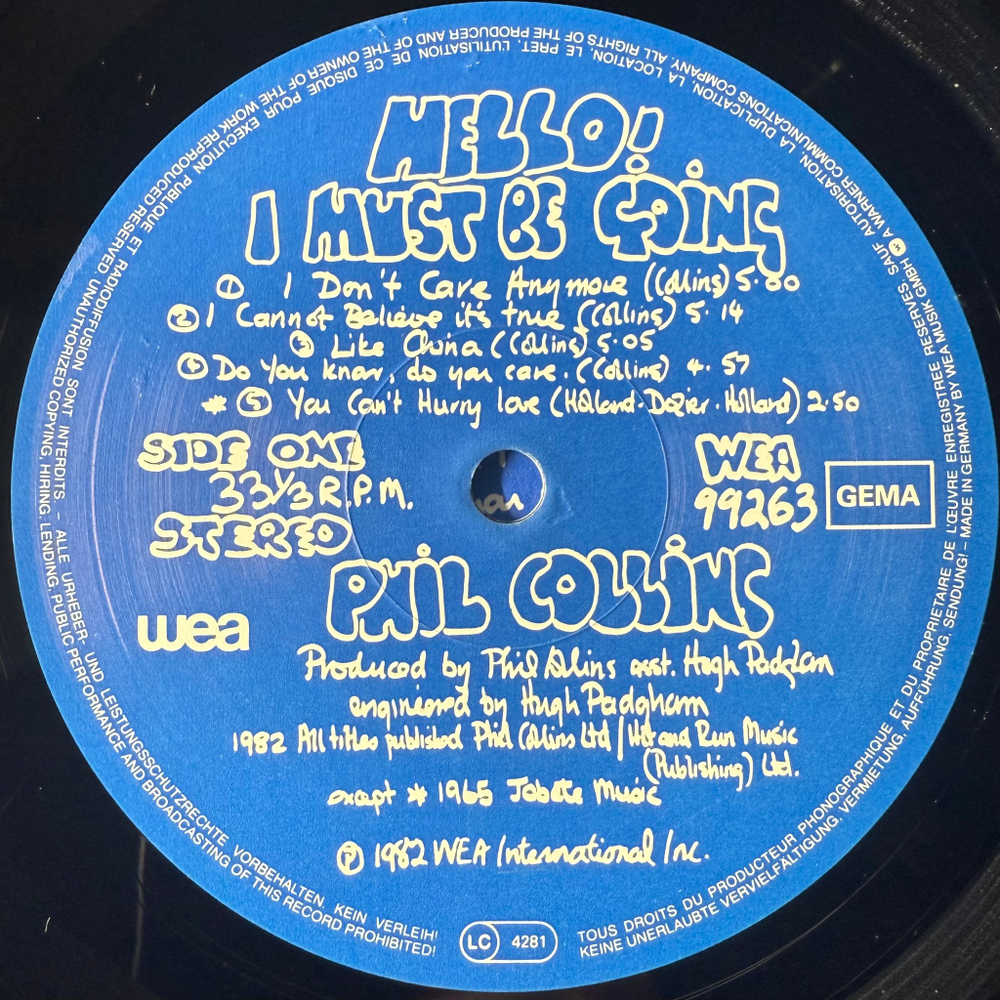 HELLO!
I MUST BE GOING
① I Don't Care Anymore (Collins) 5·00
② I Cannot Believe it's true (Collins) 5·14
③ Like China (Collins) 5·05
④ Do you know, do you care. (Collins) 4.57
* ⑤ You Can't Hurry love (Holland·Dozier·Holland) 2·50
SIDE ONE
33⅓ R.P.M.
STEREO
WEA
99263
GEMA
PHIL COLLINS
wea
Produced by Phil Collins asst. Hugh Padgham
engineered by Hugh Padgham
1982 All titles published Phil Collins Ltd / Hit and Run Music
(Publishing) Ltd.
except * 1965 Jobete Music
Ⓟ 1982 WEA International Inc.
LC 4281
TOUS DROITS DU PRODUCTEUR PHONOGRAPHIQUE ET DU PROPRIETAIRE DE L'ŒUVRE ENREGISTREE RESERVES. SAUF AUTORISATION, LA DUPLICATION, LA LOCATION, LE PRET, L'UTILISATION DE CE DISQUE POUR EXECUTION PUBLIQUE ET RADIODIFFUSION SONT INTERDITS – ALLE URHEBER- UND LEISTUNGSSCHUTZRECHTE VORBEHALTEN. KEIN VERLEIH!
KEINE UNERLAUBTE VERVIELFÄLTIGUNG, VERMIETUNG, AUFFÜHRUNG, SENDUNG! – MADE IN GERMANY BY WEA MUSIK GMBH A WARNER COMMUNICATIONS COMPANY. ALL RIGHTS OF THE PRODUCER AND OF THE OWNER OF THE WORK REPRODUCED RESERVED. UNAUTHORIZED COPYING, HIRING, LENDING, PUBLIC PERFORMANCE AND BROADCASTING OF THIS RECORD PROHIBITED!